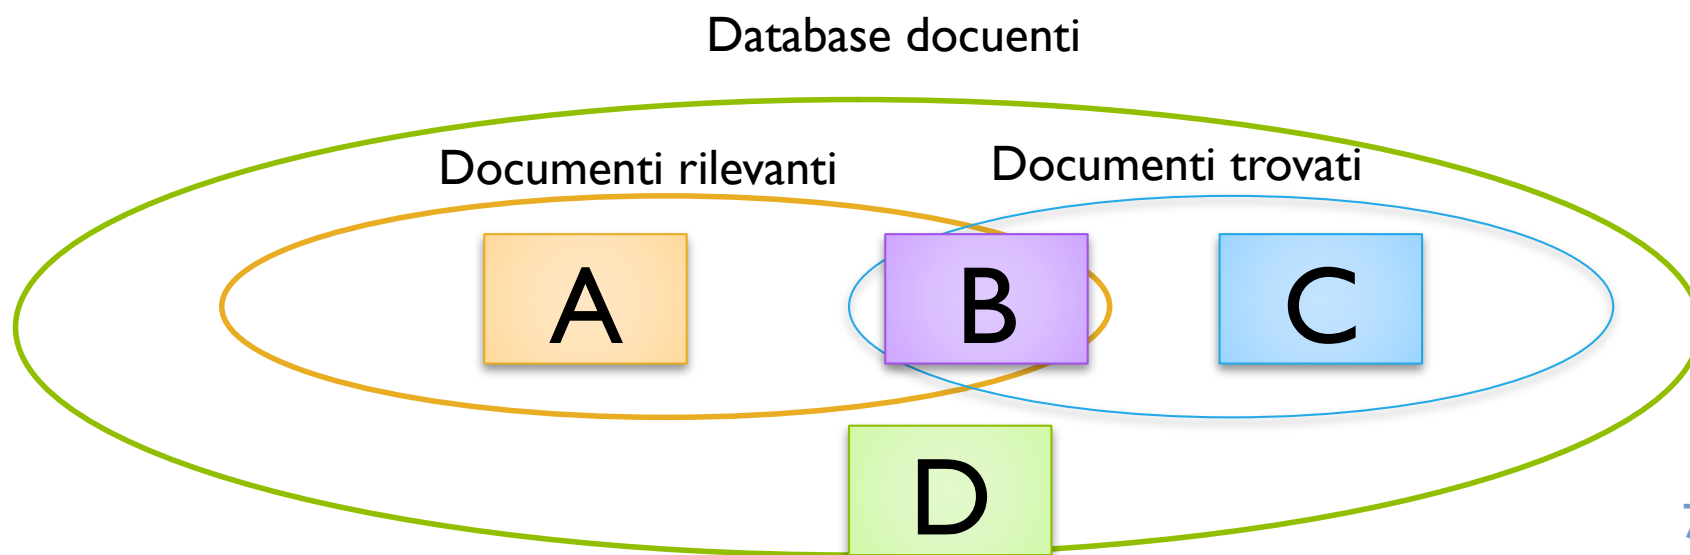 Database docuenti
Documenti rilevanti
Documenti trovati
A
B
C
D